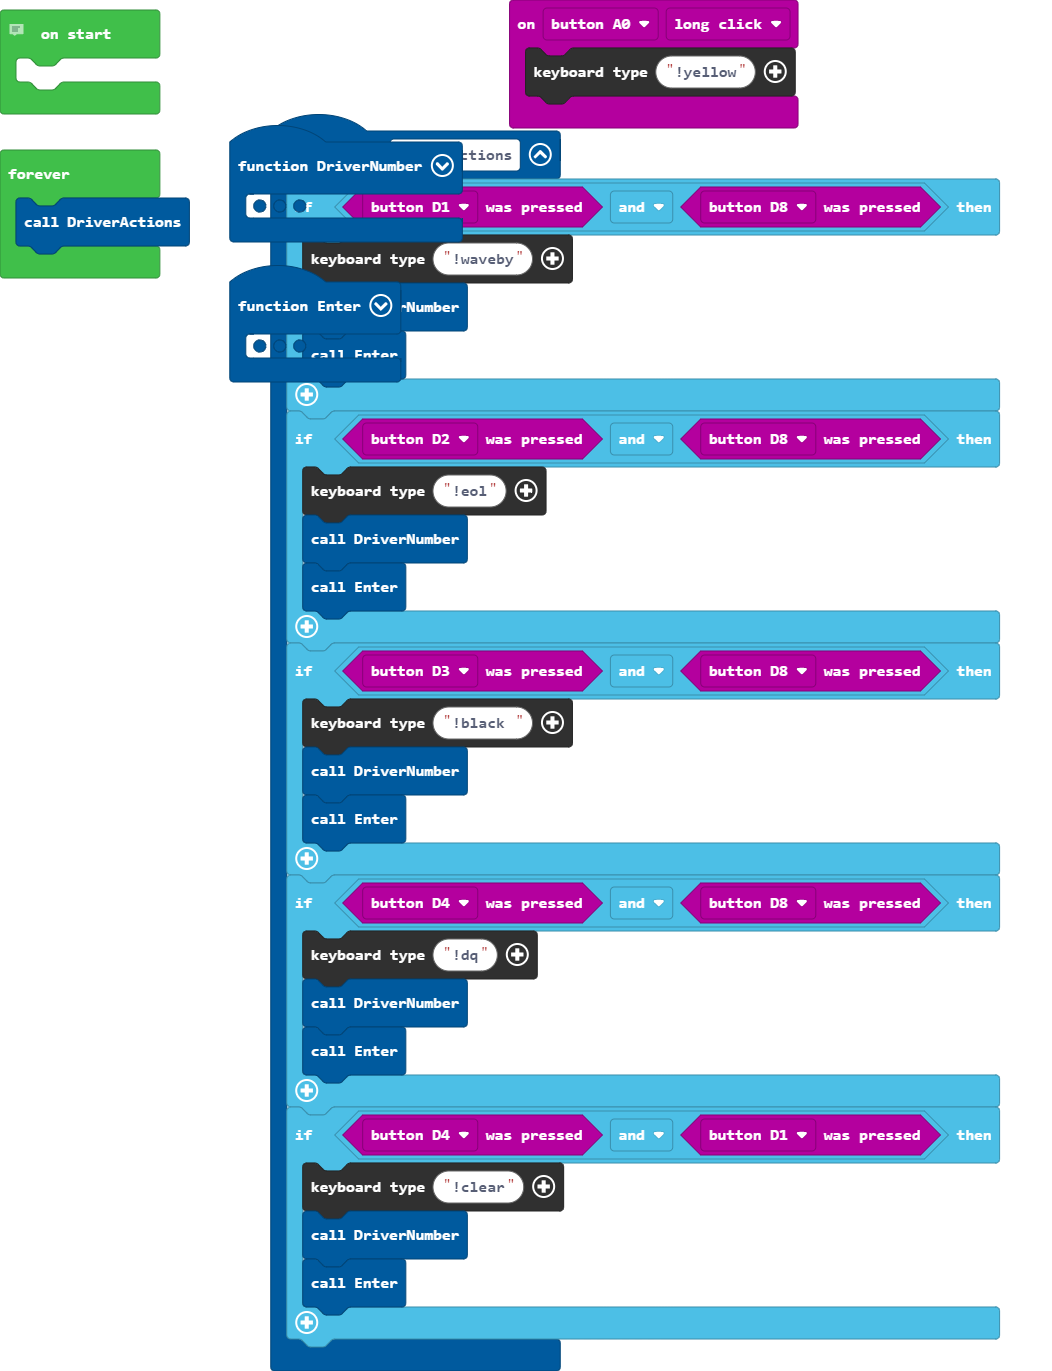 on start
on button A0 long click
keyboard type "!yellow"
forever
call DriverActions
function DriverNumber
ctions
if button D1 was pressed and button D8 was pressed then
keyboard type "!waveby"
rNumber
function Enter
call Enter
if button D2 was pressed and button D8 was pressed then
keyboard type "!eol"
call DriverNumber
call Enter
if button D3 was pressed and button D8 was pressed then
keyboard type "!black "
call DriverNumber
call Enter
if button D4 was pressed and button D8 was pressed then
keyboard type "!dq"
call DriverNumber
call Enter
if button D4 was pressed and button D1 was pressed then
keyboard type "!clear"
call DriverNumber
call Enter